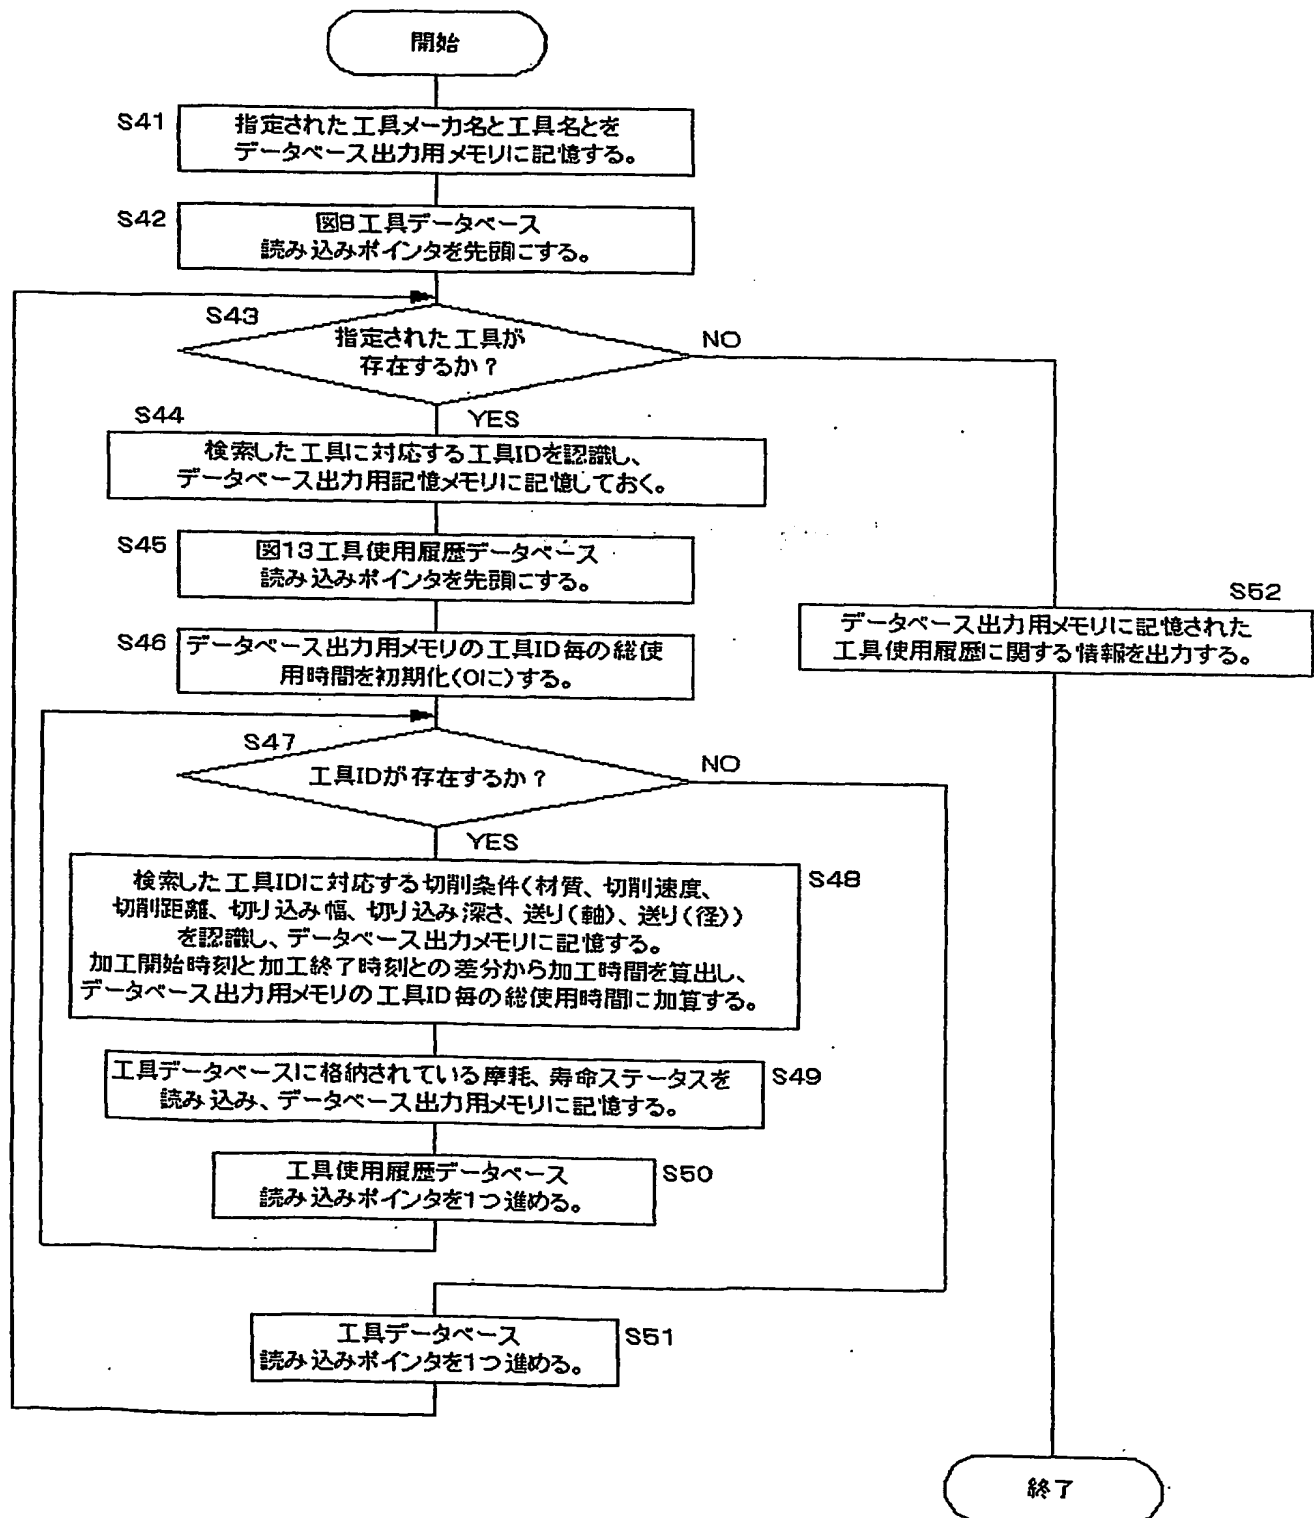 開始
S41
指定された工具メーカ名と工具名とを
データベース出力用メモリに記憶する。
S42
図8工具データベース
読み込みポインタを先頭にする。
S43
指定された工具が
存在するか？
NO
YES
S44
検索した工具に対応する工具IDを認識し、
データベース出力用記憶メモリに記憶しておく。
S45
図13工具使用履歴データベース
読み込みポインタを先頭にする。
S46
データベース出力用メモリの工具ID毎の総使
用時間を初期化(0に)する。
S52
データベース出力用メモリに記憶された
工具使用履歴に関する情報を出力する。
S47
工具IDが存在するか？
NO
YES
S48
検索した工具IDに対応する切削条件(材質、切削速度、
切削距離、切り込み幅、切り込み深さ、送り(軸)、送り(径))
を認識し、データベース出力メモリに記憶する。
加工開始時刻と加工終了時刻との差分から加工時間を算出し、
データベース出力用メモリの工具ID毎の総使用時間に加算する。
S49
工具データベースに格納されている摩耗、寿命ステータスを
読み込み、データベース出力用メモリに記憶する。
S50
工具使用履歴データベース
読み込みポインタを1つ進める。
S51
工具データベース
読み込みポインタを1つ進める。
終了